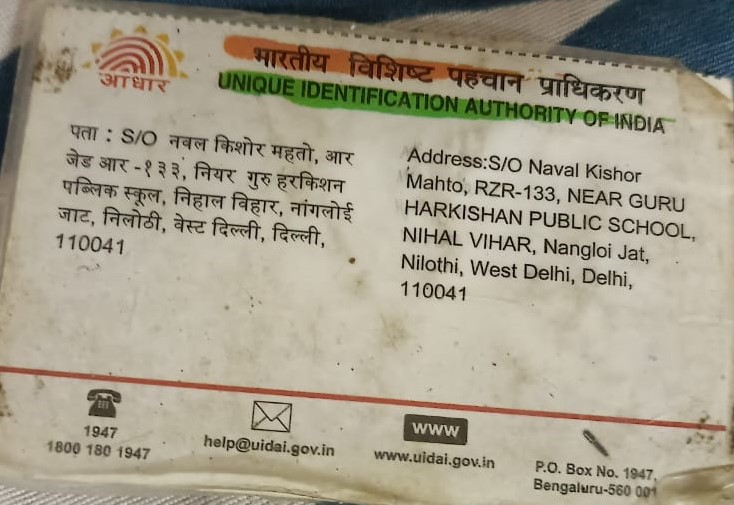 आधार
भारतीय विशिष्ट पहचान प्राधिकरण
UNIQUE IDENTIFICATION AUTHORITY OF INDIA
पता : S/O नवल किशोर महतो, आर
जेड आर -१३३, नियर गुरु हरकिशन
पब्लिक स्कूल, निहाल विहार, नांगलोई
जाट, निलोठी, वेस्ट दिल्ली, दिल्ली,
110041
Address:S/O Naval Kishor
Mahto, RZR-133, NEAR GURU
HARKISHAN PUBLIC SCHOOL,
NIHAL VIHAR, Nangloi Jat,
Nilothi, West Delhi, Delhi,
110041
1947
1800 180 1947
help@uidai.gov.in
www
www.uidai.gov.in
P.O. Box No. 1947,
Bengaluru-560 001